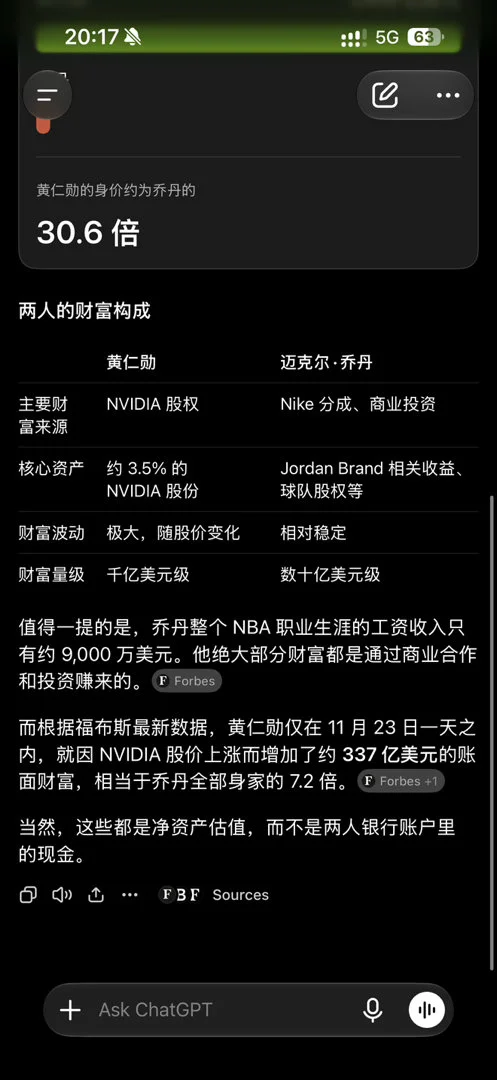 20:17
5G
63
黄仁勋的身价约为乔丹的
30.6 倍
两人的财富构成
黄仁勋 迈克尔·乔丹
主要财富来源 NVIDIA 股权 Nike 分成、商业投资
核心资产 约 3.5% 的 NVIDIA 股份 Jordan Brand 相关收益、球队股权等
财富波动 极大，随股价变化 相对稳定
财富量级 千亿美元级 数十亿美元级
值得一提的是，乔丹整个 NBA 职业生涯的工资收入只
有约 9,000 万美元。他绝大部分财富都是通过商业合作
和投资赚来的。 F Forbes
而根据福布斯最新数据，黄仁勋仅在 11 月 23 日一天之
内，就因 NVIDIA 股价上涨而增加了约 337 亿美元的账
面财富，相当于乔丹全部身家的 7.2 倍。 F Forbes +1
当然，这些都是净资产估值，而不是两人银行账户里
的现金。
F B F Sources
Ask ChatGPT